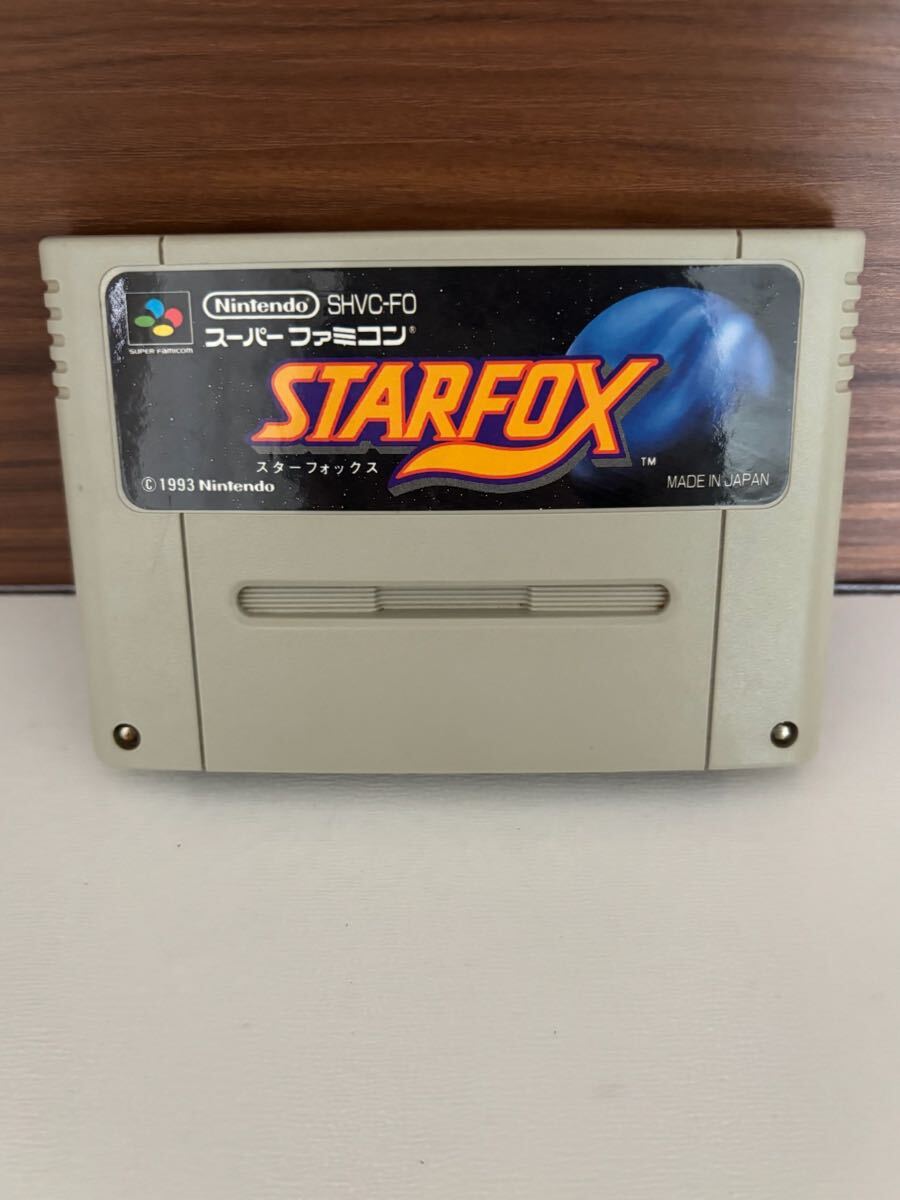 Nintendo SHVC-FO
SUPER FAMICOM
スーパーファミコン®
STARFOX
スターフォックス
TM
© 1993 Nintendo
MADE IN JAPAN